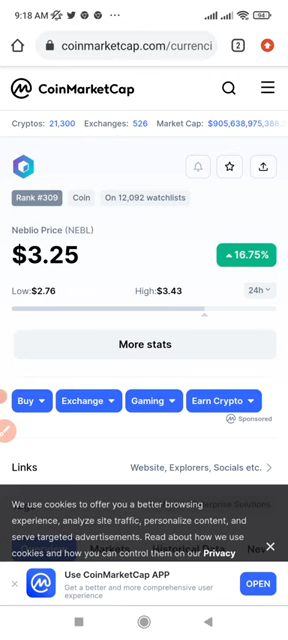 9:18 AM
94
coinmarketcap.com/currenci
2
CoinMarketCap
Cryptos: 21,300 Exchanges: 526 Market Cap: $905,638,975,388.
Rank #309 Coin On 12,092 watchlists
Neblio Price (NEBL)
$3.25
16.75%
Low:$2.76 High:$3.43 24h
More stats
Buy Exchange Gaming Earn Crypto
Sponsored
Links Website, Explorers, Socials etc.
We use cookies to offer you a better browsing
experience, analyze site traffic, personalize content, and
serve targeted advertisements. Read about how we use
cookies and how you can control them on our Privacy
Use CoinMarketCap APP
Get a better and more comprehensive user
experience
OPEN